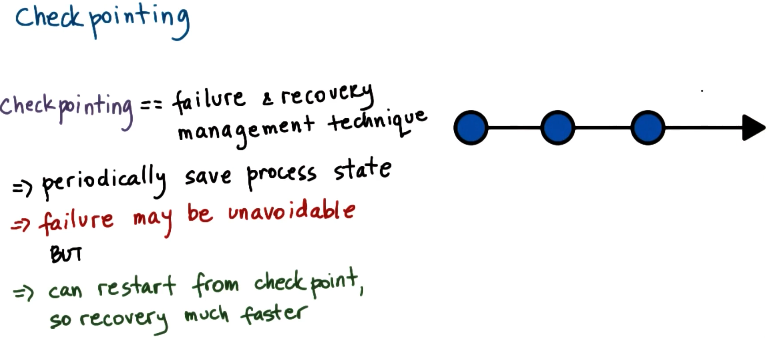 Checkpointing
Checkpointing == failure & recovery
management technique
=> periodically save process state
=> failure may be unavoidable
BUT
=> can restart from checkpoint,
so recovery much faster